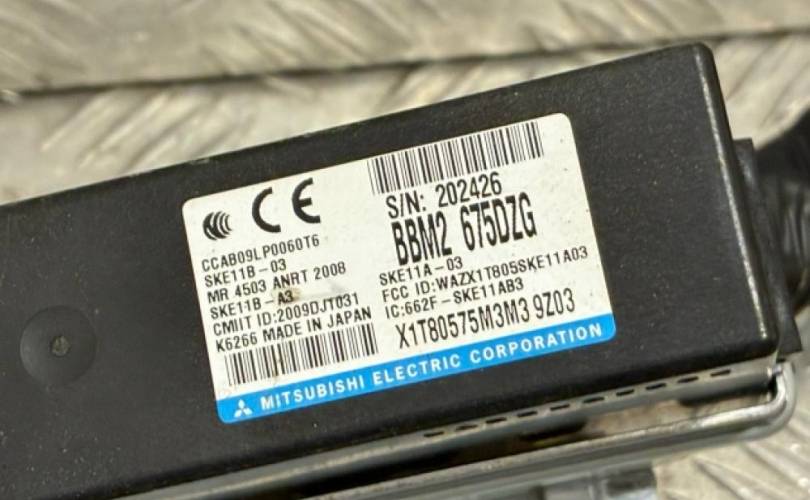 CE
CCAB09LP0060T6
SKE11B-03
MR 4503 ANRT 2008
SKE11B-A3
CMIIT ID:2009DJ1031
K6266 MADE IN JAPAN
S/N: 202426
BBM2 675DZG
SKE11A-03
FCC ID:WAZX1T805SKE11A03
IC:662F-SKE11AB3
X1T80575M3M3 9Z03
MITSUBISHI ELECTRIC CORPORATION